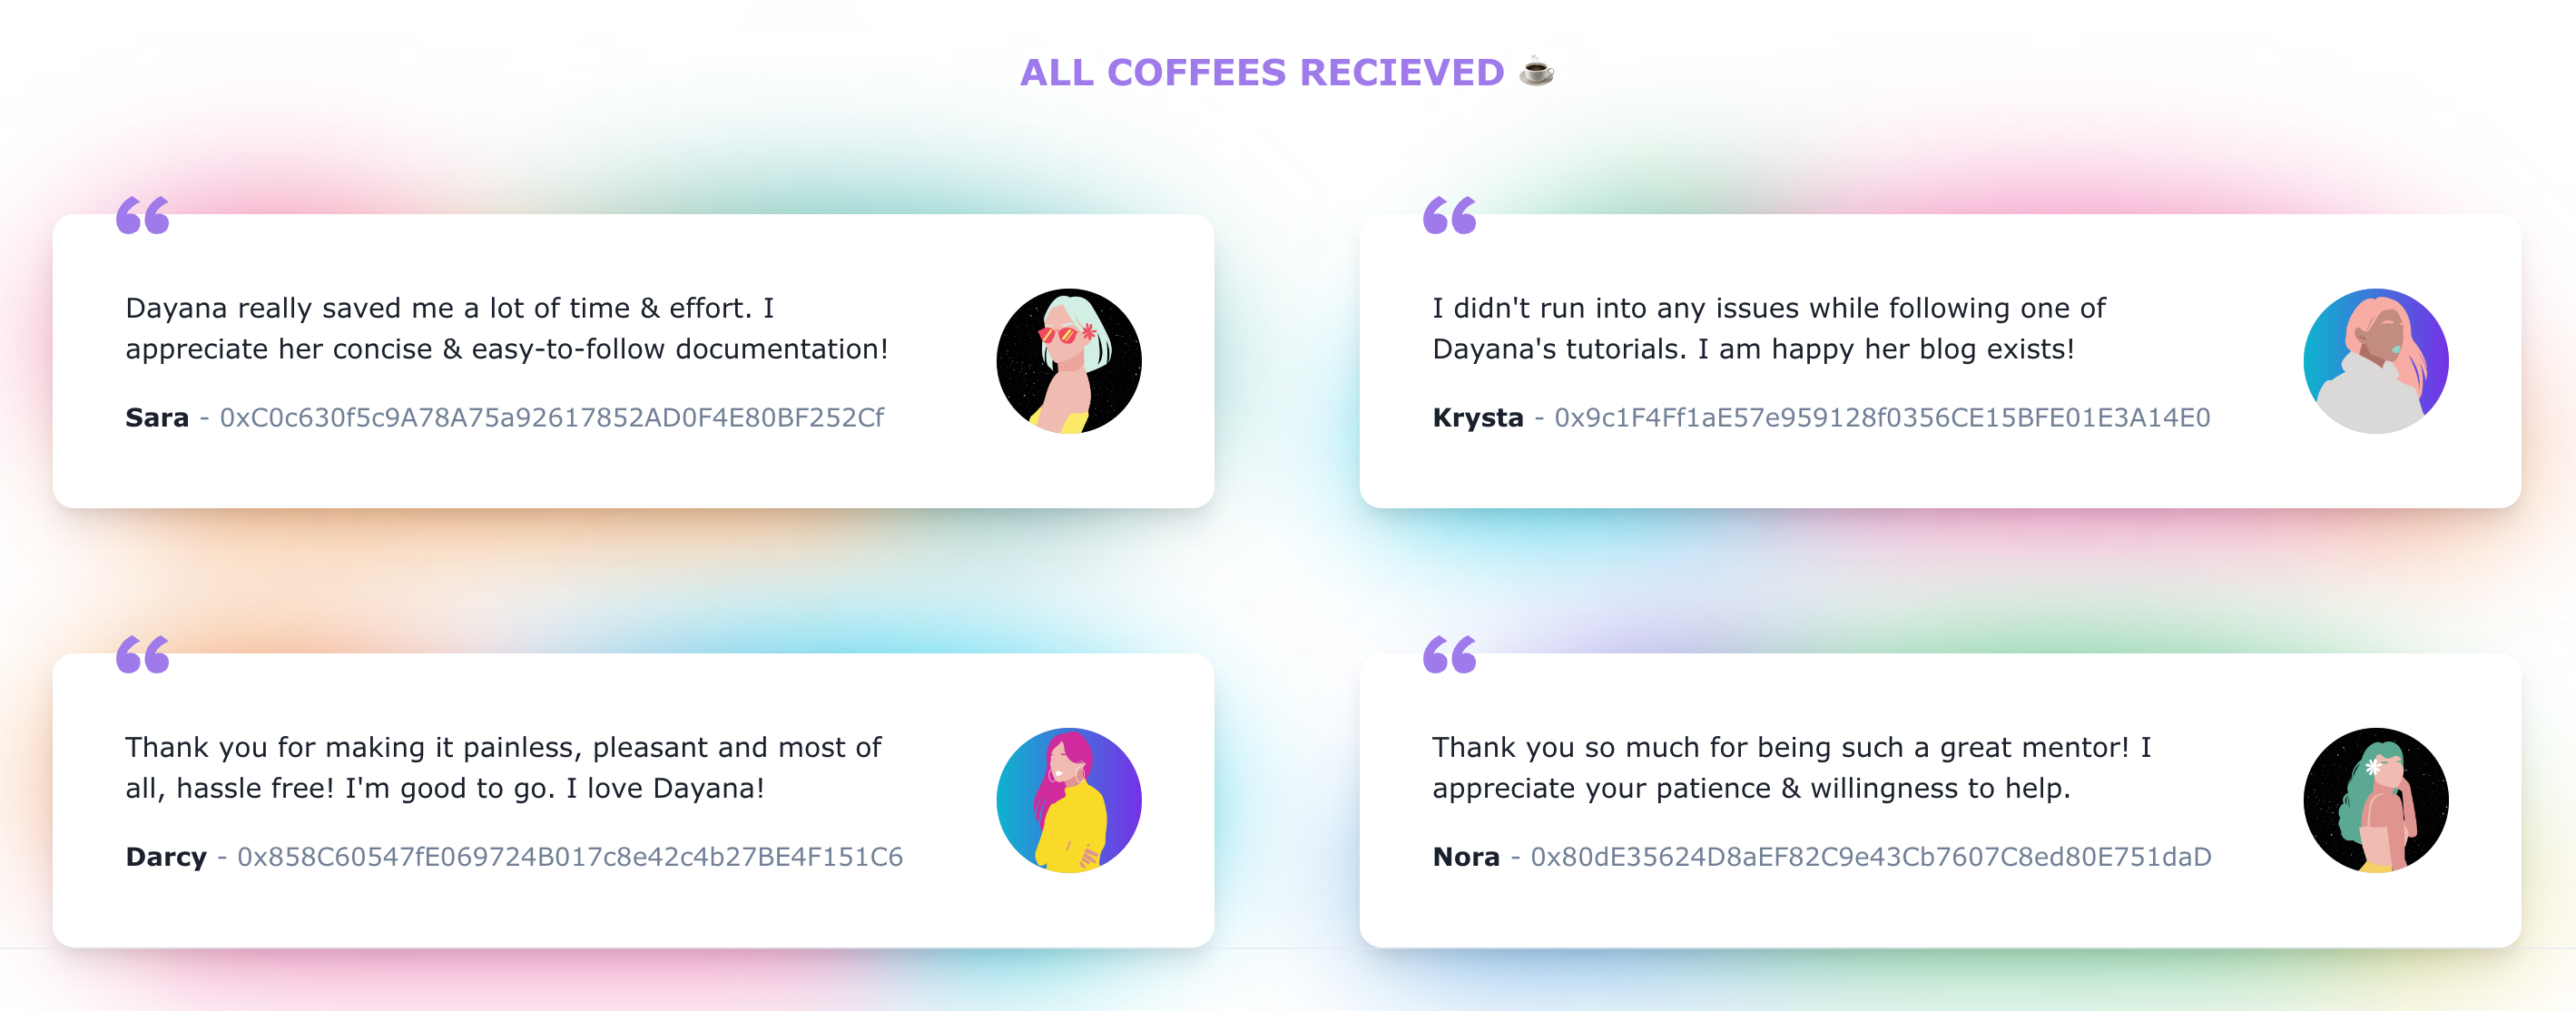 ALL COFFEES RECIEVED ☕
“
Dayana really saved me a lot of time & effort. I
appreciate her concise & easy-to-follow documentation!
Sara - 0xC0c630f5c9A78A75a92617852AD0F4E80BF252Cf
“
I didn't run into any issues while following one of
Dayana's tutorials. I am happy her blog exists!
Krysta - 0x9c1F4Ff1aE57e959128f0356CE15BFE01E3A14E0
“
Thank you for making it painless, pleasant and most of
all, hassle free! I'm good to go. I love Dayana!
Darcy - 0x858C60547fE069724B017c8e42c4b27BE4F151C6
“
Thank you so much for being such a great mentor! I
appreciate your patience & willingness to help.
Nora - 0x80dE35624D8aEF82C9e43Cb7607C8ed80E751daD